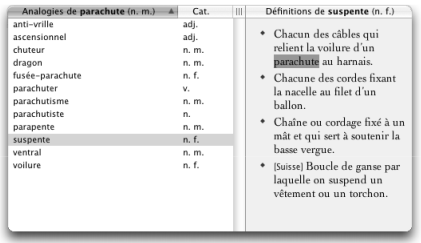 Analogies de parachute (n. m.) ▲ Cat. Définitions de suspente (n. f.)
anti-vrille adj.
ascensionnel adj.
chuteur n. m.
dragon n. m.
fusée-parachute n. f.
parachuter v.
parachutisme n. m.
parachutiste n.
parapente n. m.
suspente n. f.
ventral n. m.
voilure n. f.
◆ Chacun des câbles qui
relient la voilure d'un
parachute au harnais.
◆ Chacune des cordes fixant
la nacelle au filet d'un
ballon.
◆ Chaîne ou cordage fixé à un
mât et qui sert à soutenir la
basse vergue.
◆ [Suisse] Boucle de ganse par
laquelle on suspend un
vêtement ou un torchon.